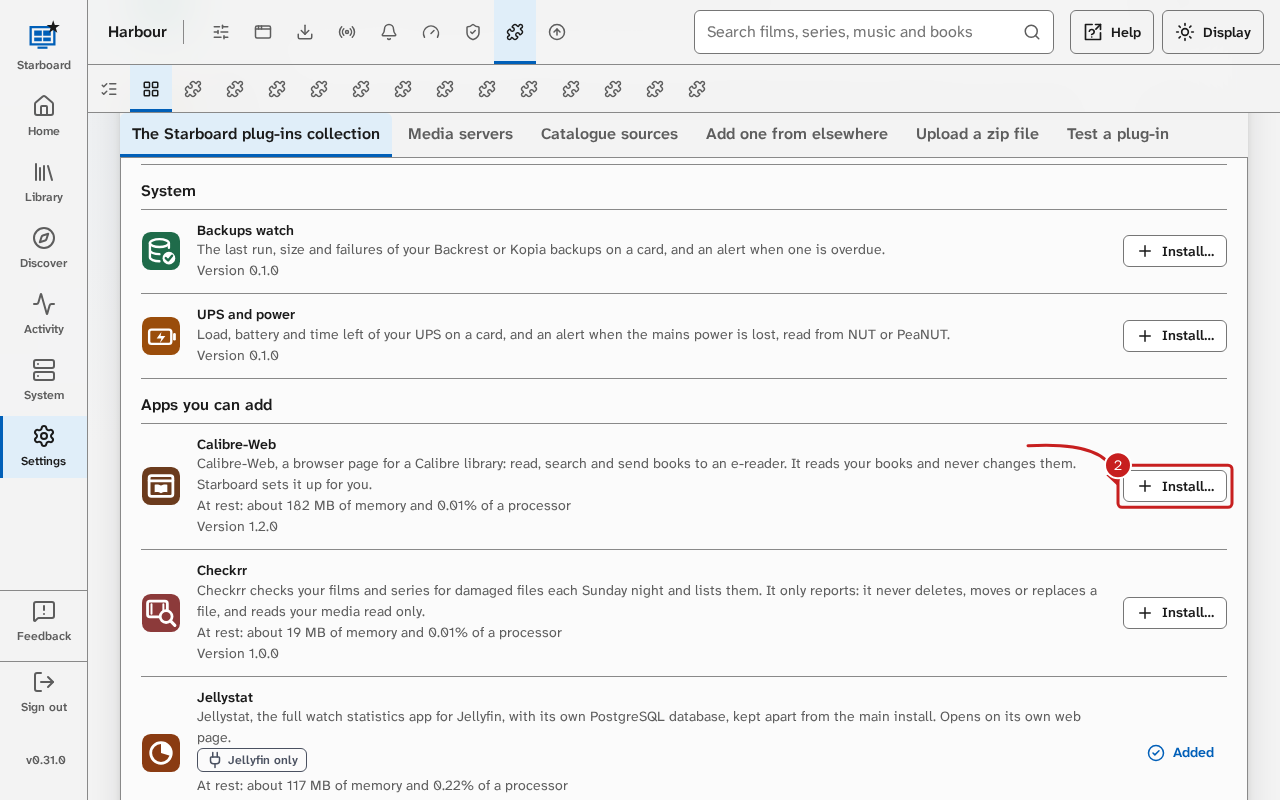 Starboard
Harbour
Search films, series, music and books
Help
Display
Home
Library
Discover
Activity
System
Settings
Feedback
Sign out
v0.31.0
The Starboard plug-ins collection
Media servers
Catalogue sources
Add one from elsewhere
Upload a zip file
Test a plug-in
System
Backups watch
The last run, size and failures of your Backrest or Kopia backups on a card, and an alert when one is overdue.
Version 0.1.0
Install...
UPS and power
Load, battery and time left of your UPS on a card, and an alert when the mains power is lost, read from NUT or PeaNUT.
Version 0.1.0
Install...
Apps you can add
Calibre-Web
Calibre-Web, a browser page for a Calibre library: read, search and send books to an e-reader. It reads your books and never changes them.
Starboard sets it up for you.
At rest: about 182 MB of memory and 0.01% of a processor
Version 1.2.0
2
Install...
Checkrr
Checkrr checks your films and series for damaged files each Sunday night and lists them. It only reports: it never deletes, moves or replaces a
file, and reads your media read only.
At rest: about 19 MB of memory and 0.01% of a processor
Version 1.0.0
Install...
Jellystat
Jellystat, the full watch statistics app for Jellyfin, with its own PostgreSQL database, kept apart from the main install. Opens on its own web
page.
Jellyfin only
At rest: about 117 MB of memory and 0.22% of a processor
Added